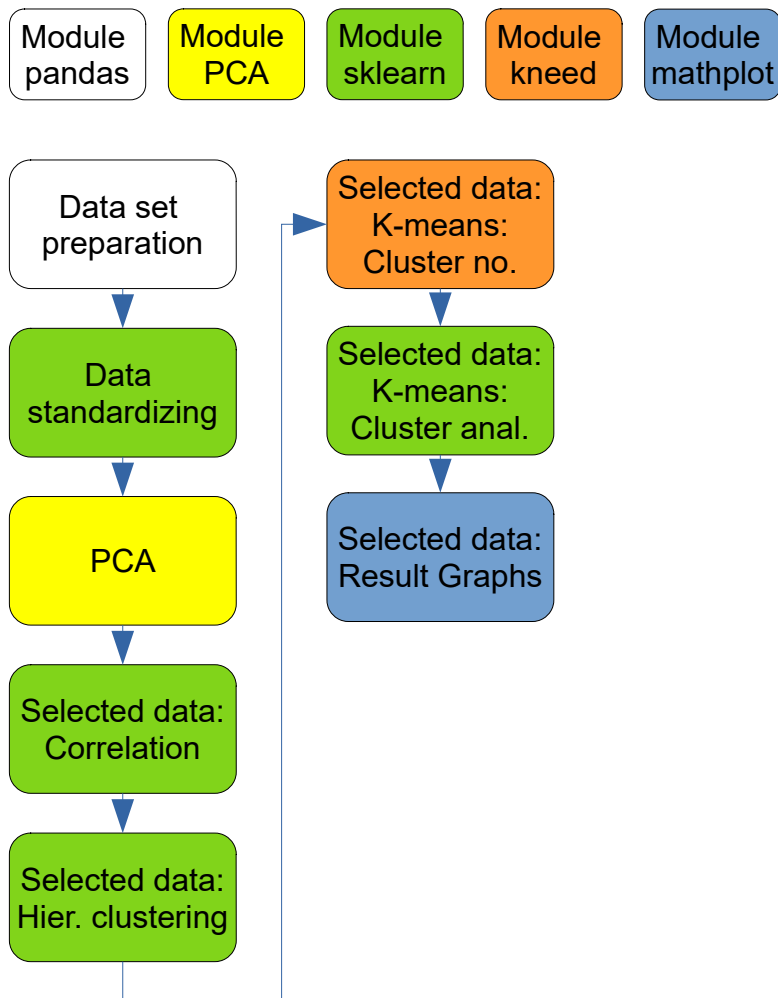 Module
pandas
Module
PCA
Module
sklearn
Module
kneed
Module
mathplot
Data set
preparation
Data
standardizing
PCA
Selected data:
Correlation
Selected data:
Hier. clustering
Selected data:
K-means:
Cluster no.
Selected data:
K-means:
Cluster anal.
Selected data:
Result Graphs